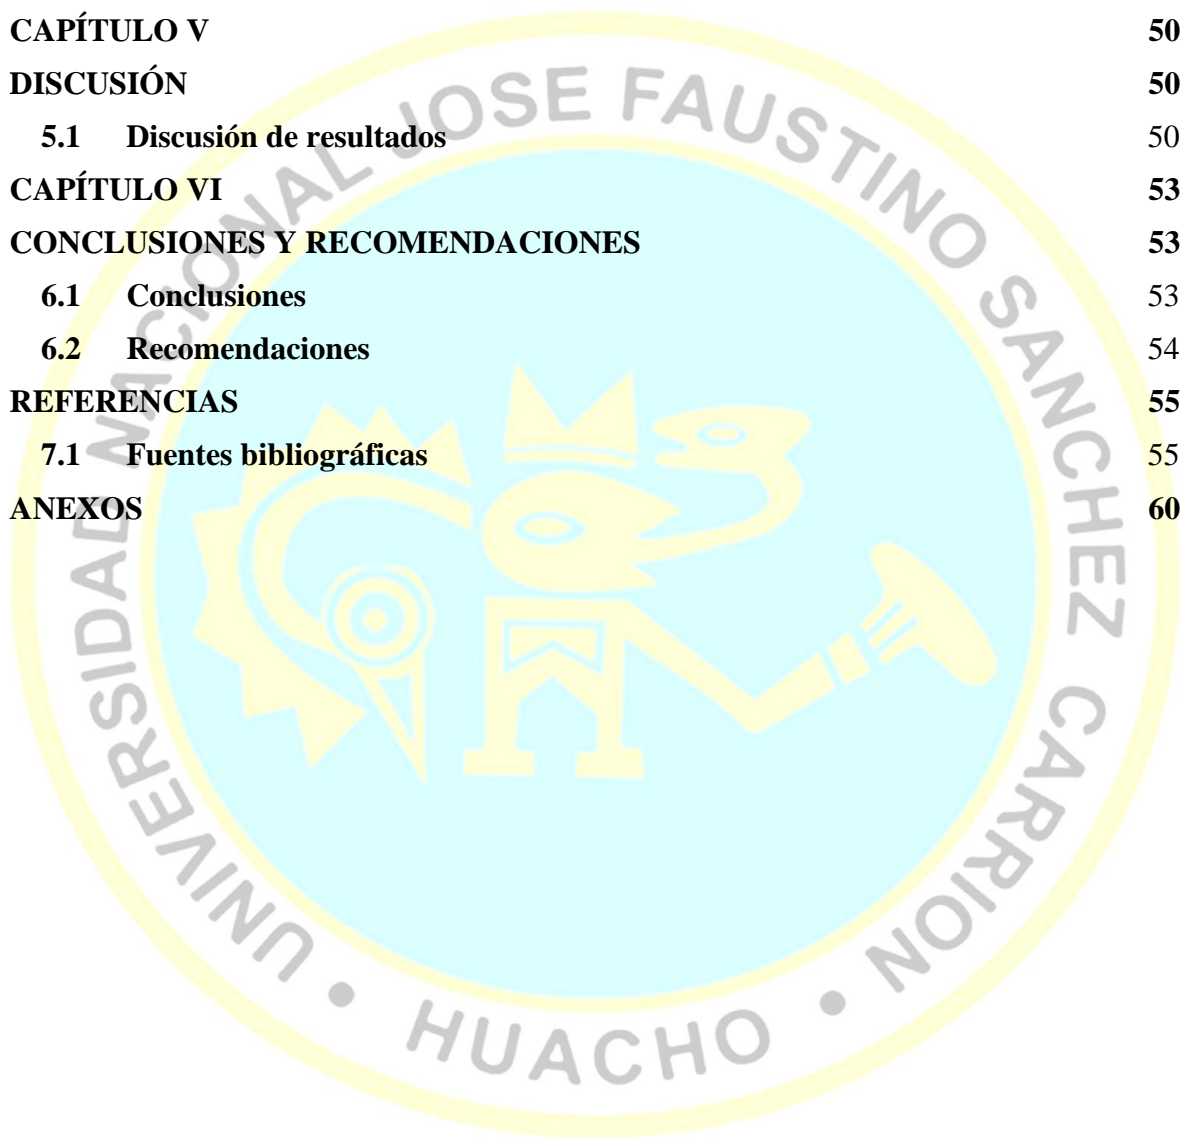 CAPÍTULO V 50
DISCUSIÓN 50
5.1 Discusión de resultados 50
CAPÍTULO VI 53
CONCLUSIONES Y RECOMENDACIONES 53
6.1 Conclusiones 53
6.2 Recomendaciones 54
REFERENCIAS 55
7.1 Fuentes bibliográficas 55
ANEXOS 60
UNIVERSIDAD NACIONAL JOSE FAUSTINO SANCHEZ CARRION
• HUACHO •